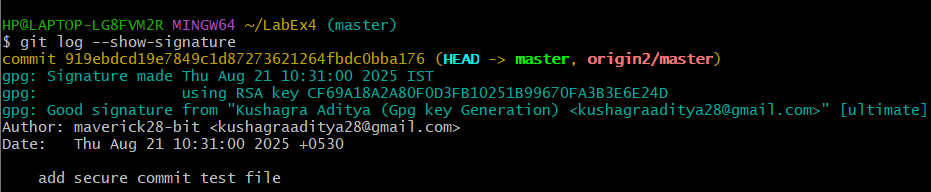 HP@LAPTOP-LG8FVM2R MINGW64 ~/LabEx4 (master)
$ git log --show-signature
commit 919ebdcd19e7849c1d87273621264fbdc0bba176 (HEAD -> master, origin2/master)
gpg: Signature made Thu Aug 21 10:31:00 2025 IST
gpg:                using RSA key CF69A18A2A80F0D3FB10251B99670FA3B3E6E24D
gpg: Good signature from "Kushagra Aditya (Gpg key Generation) <kushagraaditya28@gmail.com>" [ultimate]
Author: maverick28-bit <kushagraaditya28@gmail.com>
Date:   Thu Aug 21 10:31:00 2025 +0530
    add secure commit test file